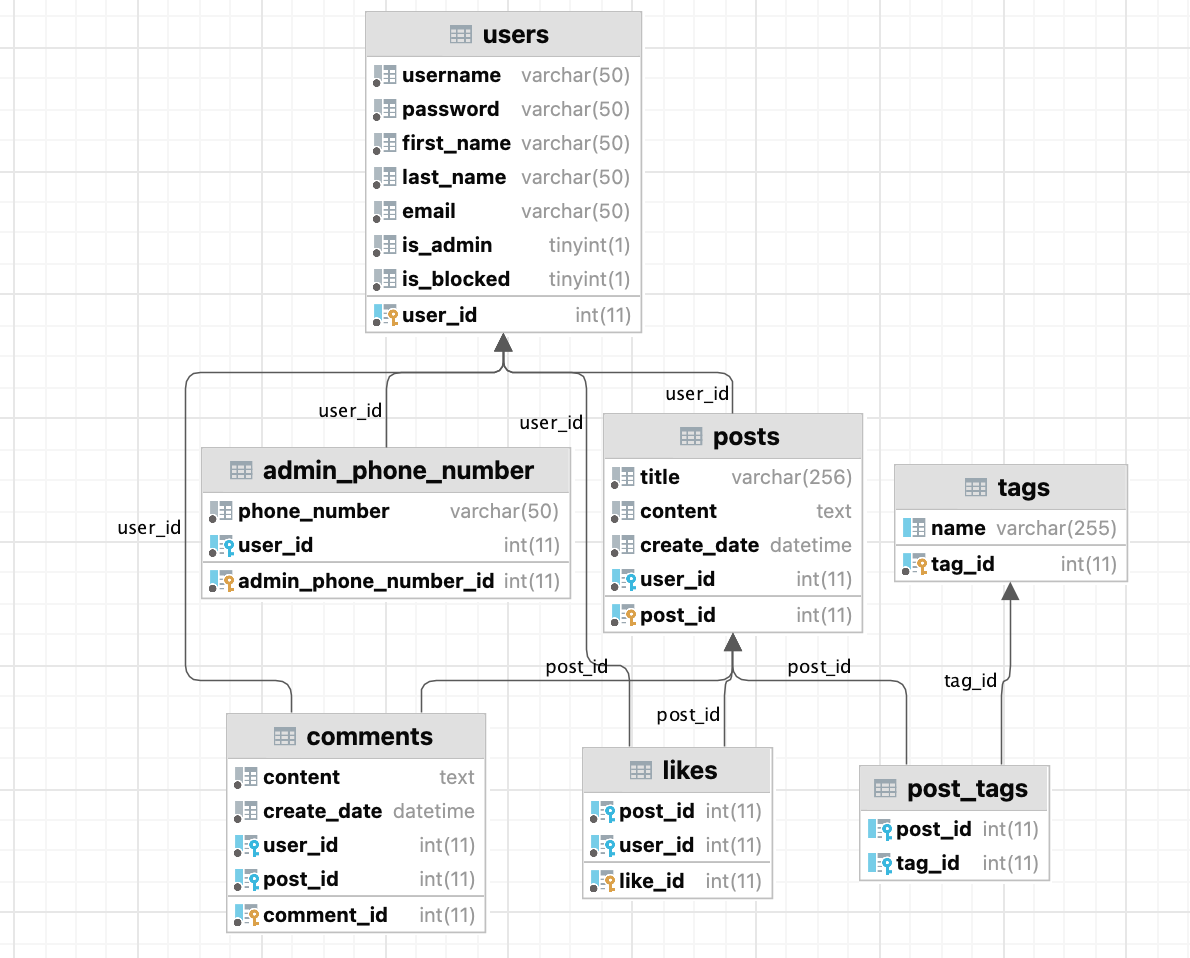 users
username varchar(50)
password varchar(50)
first_name varchar(50)
last_name varchar(50)
email varchar(50)
is_admin tinyint(1)
is_blocked tinyint(1)
user_id int(11)
user_id
user_id
user_id
user_id
admin_phone_number
phone_number varchar(50)
user_id int(11)
admin_phone_number_id int(11)
posts
title varchar(256)
content text
create_date datetime
user_id int(11)
post_id int(11)
tags
name varchar(255)
tag_id int(11)
post_id
post_id
post_id
tag_id
comments
content text
create_date datetime
user_id int(11)
post_id int(11)
comment_id int(11)
likes
post_id int(11)
user_id int(11)
like_id int(11)
post_tags
post_id int(11)
tag_id int(11)